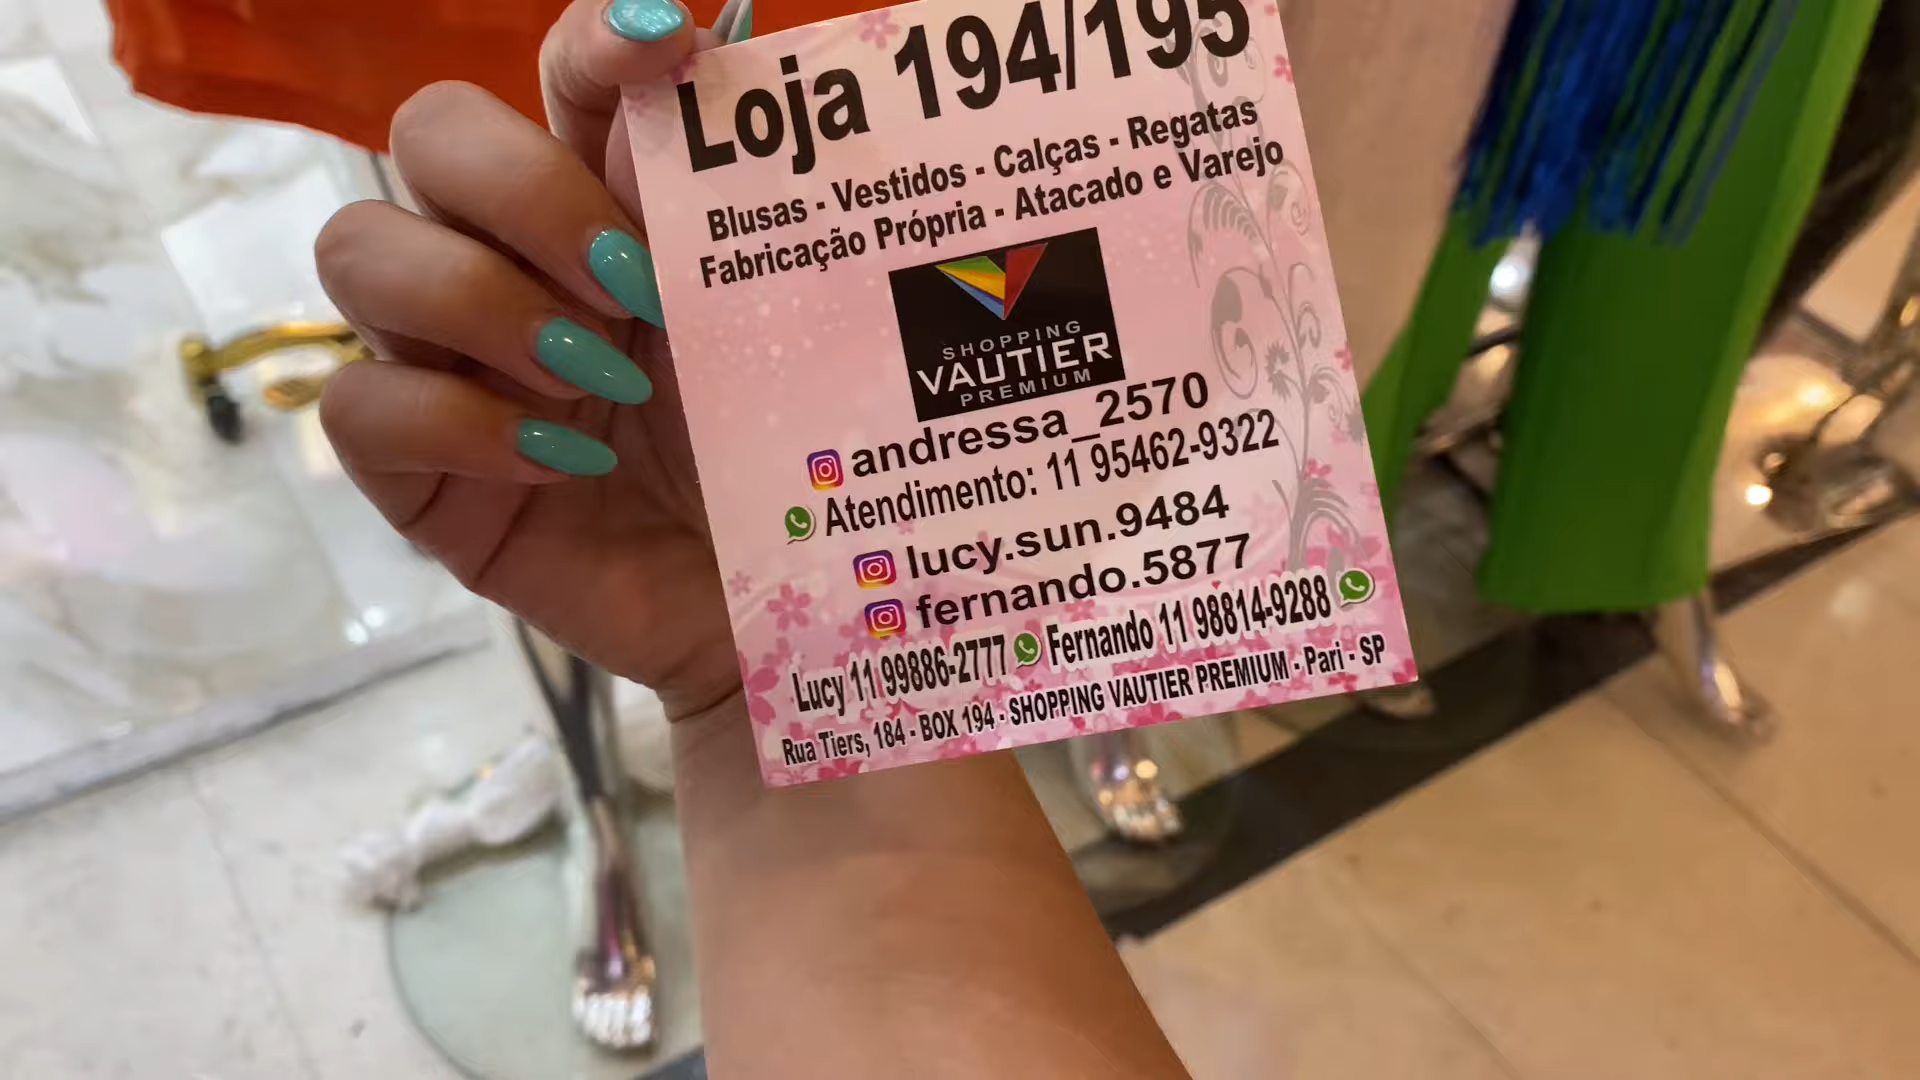 Loja 194/195
Blusas - Vestidos - Calças - Regatas
Fabricação Própria - Atacado e Varejo
SHOPPING
VAUTIER
PREMIUM
andressa_2570
Atendimento: 11 95462-9322
lucy.sun.9484
fernando.5877
Lucy 11 99886-2777 Fernando 11 98814-9288
Rua Tiers, 184 - BOX 194 - SHOPPING VAUTIER PREMIUM - Pari - SP